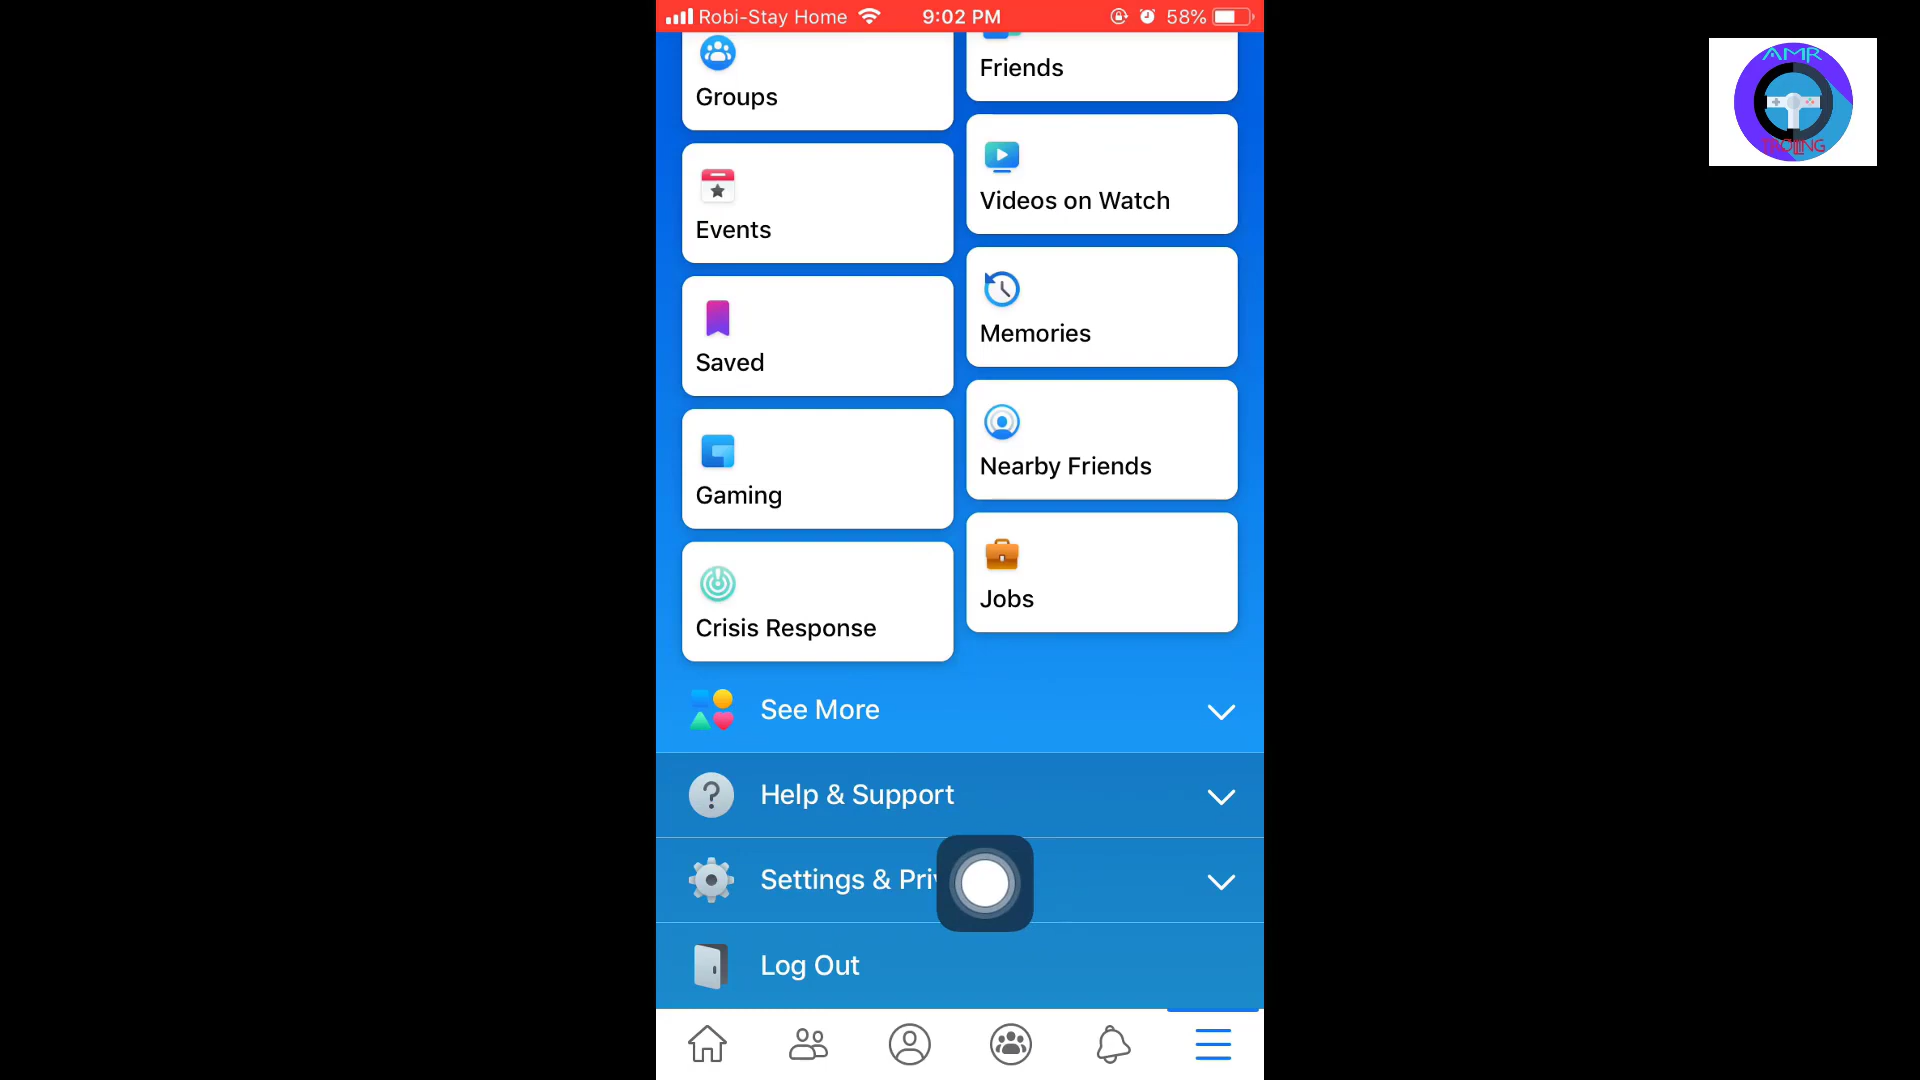 Robi-Stay Home 9:02 PM 58%
Groups
Friends
Events
Videos on Watch
Saved
Memories
Gaming
Nearby Friends
Crisis Response
Jobs
See More
Help & Support
Settings &
Log Out
AMR